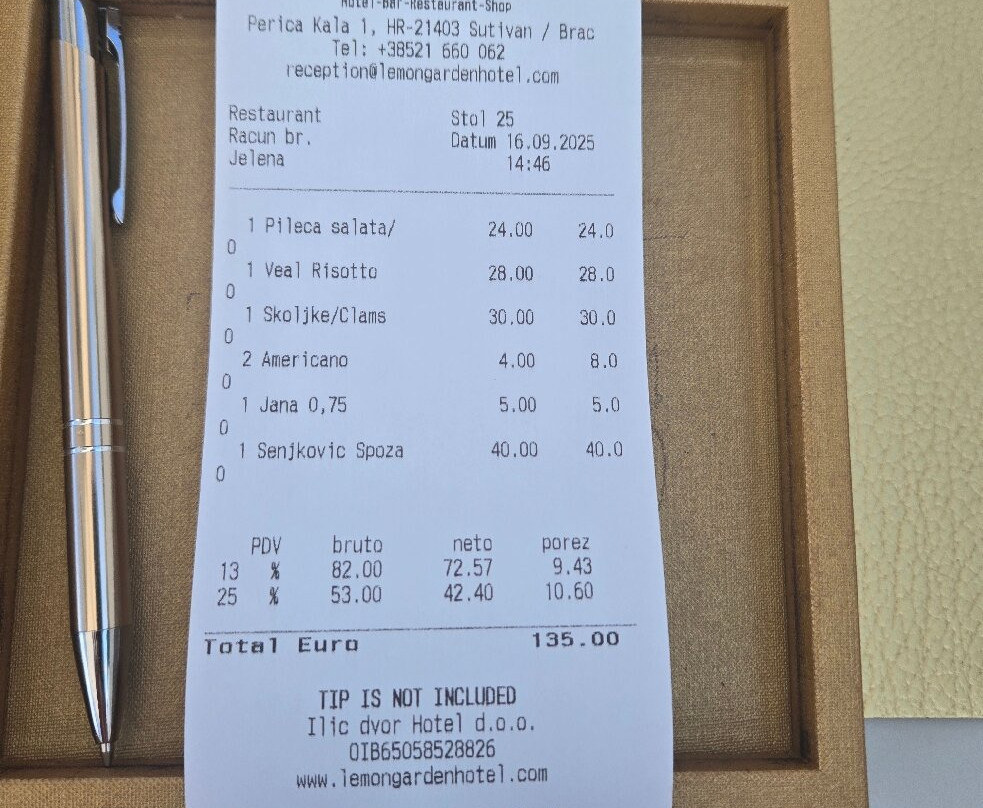 Hotel-Bar-Restaurant-Shop
Perica Kala 1, HR-21403 Sutivan / Brac
Tel: +38521 660 062
reception@lemongardenhotel.com
Restaurant Stol 25
Racun br. Datum 16.09.2025
Jelena 14:46
1 Pileca salata/ 24.00 24.0
0
1 Veal Risotto 28.00 28.0
0
1 Skoljke/Clams 30.00 30.0
0
2 Americano 4.00 8.0
0
1 Jana 0,75 5.00 5.0
0
1 Senjkovic Spoza 40.00 40.0
0
PDV bruto neto porez
13 % 82.00 72.57 9.43
25 % 53.00 42.40 10.60
Total Euro 135.00
TIP IS NOT INCLUDED
Ilic dvor Hotel d.o.o.
OIB65058528826
www.lemongardenhotel.com